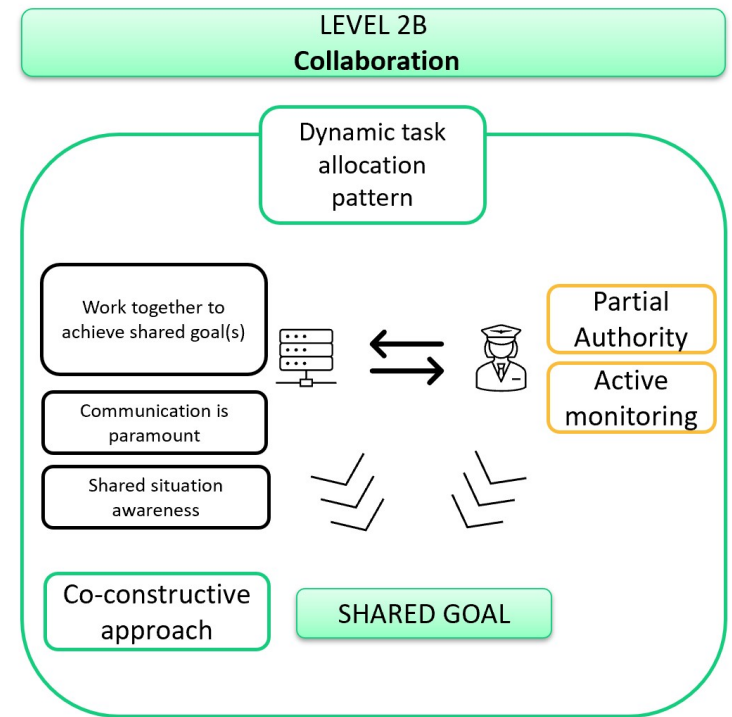 LEVEL 2B
Collaboration
Dynamic task
allocation
pattern
Work together to
achieve shared goal(s)
Communication is
paramount
Shared situation
awareness
Partial
Authority
Active
monitoring
Co-constructive
approach
SHARED GOAL